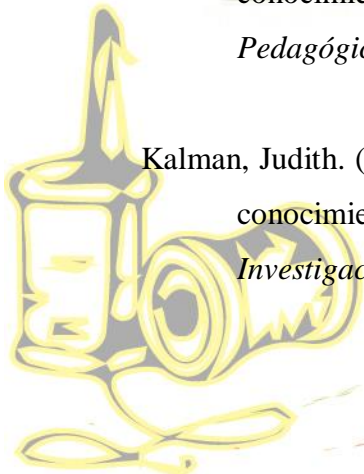 Pedagógic
Kalman, Judith. (
conocimie
Investigac